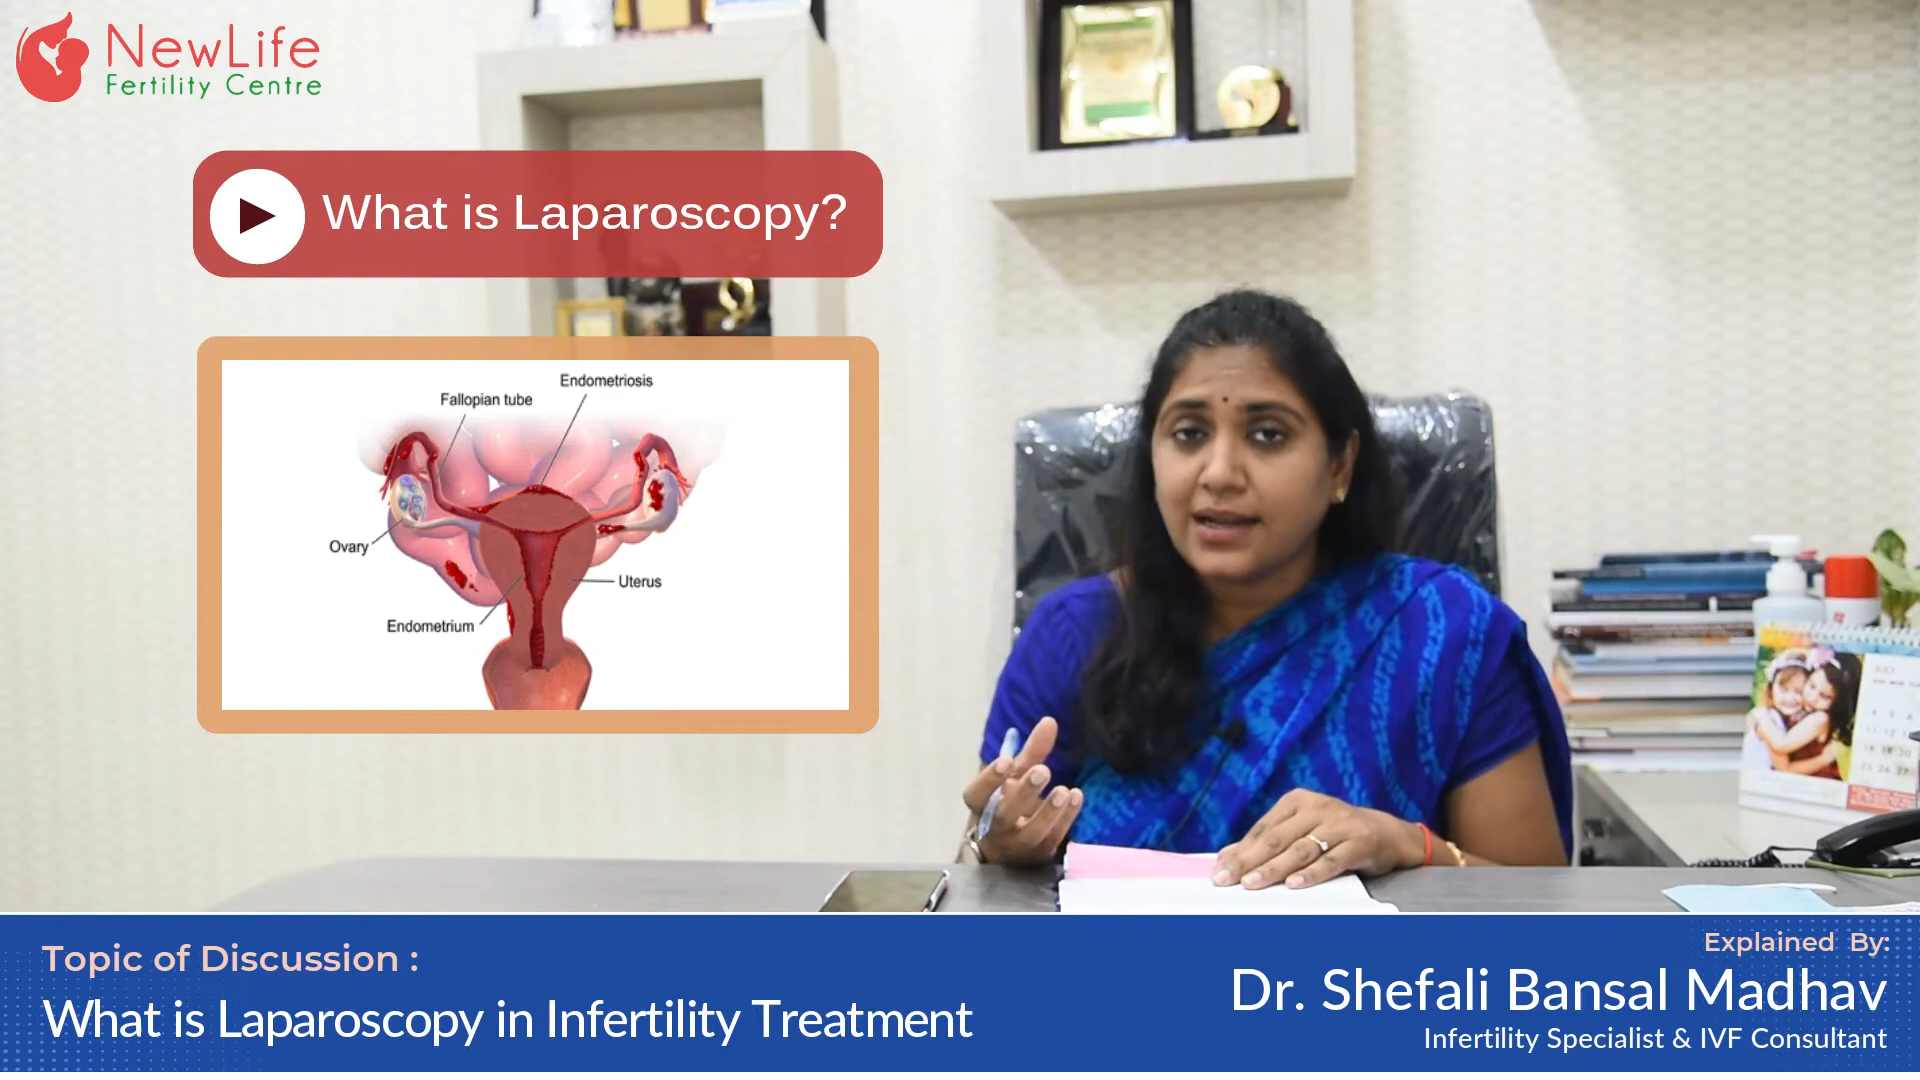 NewLife
Fertility Centre
What is Laparoscopy?
Endometriosis
Fallopian tube
Ovary
Uterus
Endometrium
JULY
Topic of Discussion :
What is Laparoscopy in Infertility Treatment
Explained By:
Dr. Shefali Bansal Madhav
Infertility Specialist & IVF Consultant